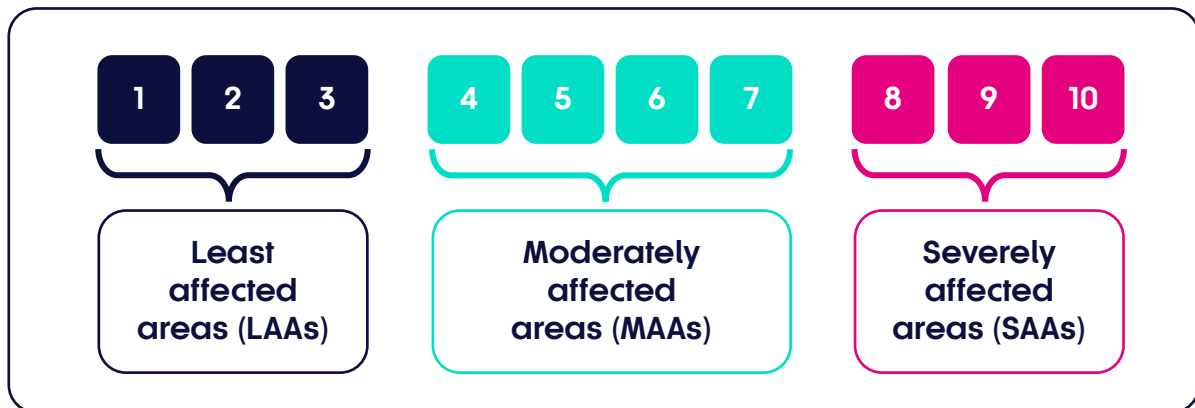 1 2 3 4 5 6 7 8 9 10
Least
affected
areas (LAAs)
Moderately
affected
areas (MAAs)
Severely
affected
areas (SAAs)